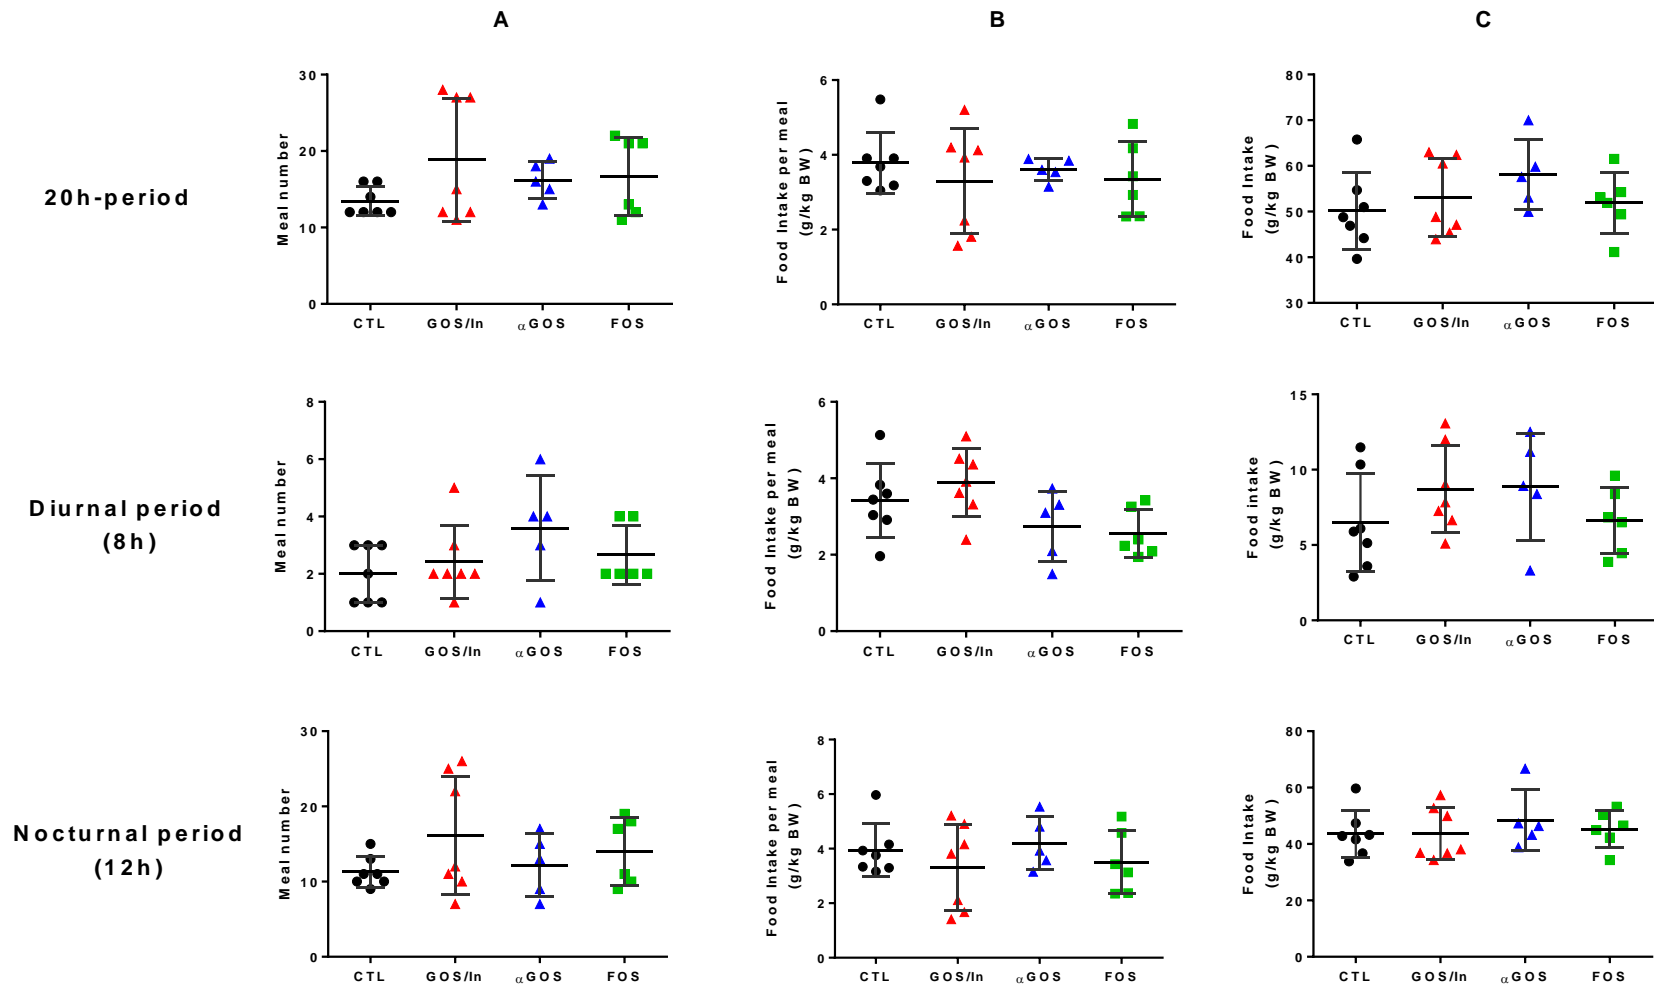 A
B
C
20h-period
Meal number
30
20
10
0
CTL
GOS/In
αGOS
FOS
Food Intake per meal
(g/kg BW)
6
4
2
0
CTL
GOS/In
αGOS
FOS
Food Intake
(g/kg BW)
80
70
60
50
40
30
CTL
GOS/In
αGOS
FOS
Diurnal period
(8h)
Meal number
8
6
4
2
0
CTL
GOS/In
αGOS
FOS
Food Intake per meal
(g/kg BW)
6
4
2
0
CTL
GOS/In
αGOS
FOS
Food intake
(g/kg BW)
15
10
5
0
CTL
GOS/In
αGOS
FOS
Nocturnal period
(12h)
Meal number
30
20
10
0
CTL
GOS/In
αGOS
FOS
Food Intake per meal
(g/kg BW)
8
6
4
2
0
CTL
GOS/In
αGOS
FOS
Food Intake
(g/kg BW)
80
60
40
20
0
CTL
GOS/In
αGOS
FOS